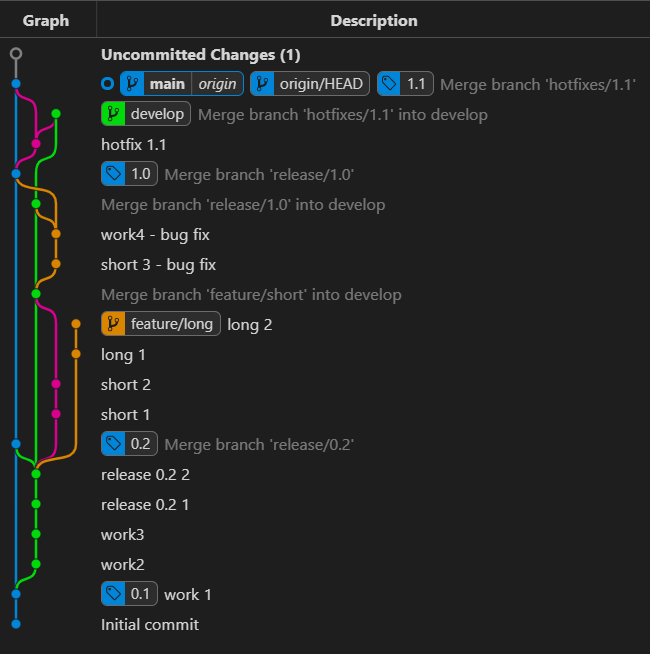 Graph Description
Uncommitted Changes (1)
main origin origin/HEAD 1.1 Merge branch 'hotfixes/1.1'
develop Merge branch 'hotfixes/1.1' into develop
hotfix 1.1
1.0 Merge branch 'release/1.0'
Merge branch 'release/1.0' into develop
work4 - bug fix
short 3 - bug fix
Merge branch 'feature/short' into develop
feature/long long 2
long 1
short 2
short 1
0.2 Merge branch 'release/0.2'
release 0.2 2
release 0.2 1
work3
work2
0.1 work 1
Initial commit